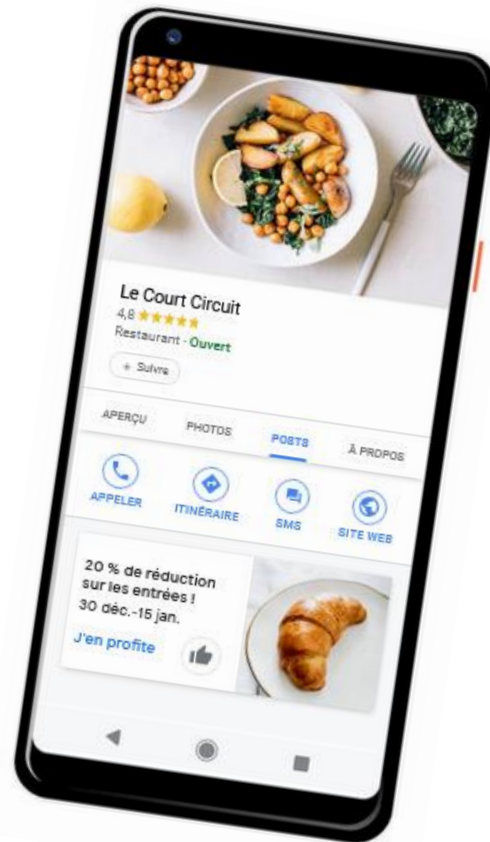 Le Court Circuit
4,8
Restaurant - Ouvert
+ Suivre
APERÇU PHOTOS POSTS À PROPOS
APPELER ITINÉRAIRE SMS SITE WEB
20 % de réduction
sur les entrées !
30 déc.-15 jan.
J'en profite